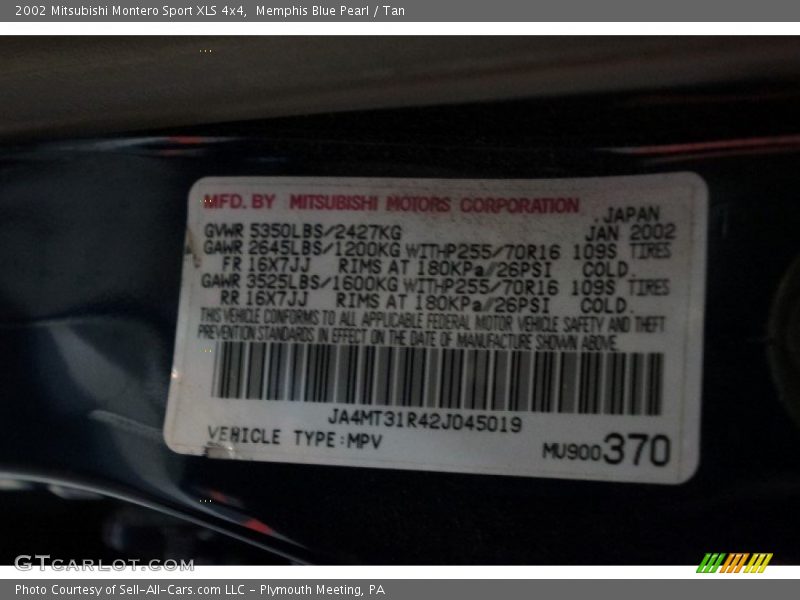 2002 Mitsubishi Montero Sport XLS 4x4,  Memphis Blue Pearl / Tan
MFD. BY MITSUBISHI MOTORS CORPORATION
, JAPAN
GVWR 5350LBS/2427KG JAN 2002
GAWR 2645LBS/1200KG WITHP255/70R16 109S TIRES
FR 16X7JJ RIMS AT 180KPa//26PSI COLD.
GAWR 3525LBS/1600KG WITHP255/70R16 109S TIRES
RR 16X7JJ RIMS AT 180KPa//26PSI COLD.
THIS VEHICLE CONFORMS TO ALL APPLICABLE FEDERAL MOTOR VEHICLE SAFETY AND THEFT
PREVENTION STANDARDS IN EFFECT ON THE DATE OF MANUFACTURE SHOWN ABOVE.
JA4MT31R42J045019
VEHICLE TYPE:MPV
MU900370
GTCARLOT.COM
Photo Courtesy of Sell-All-Cars.com LLC - Plymouth Meeting, PA